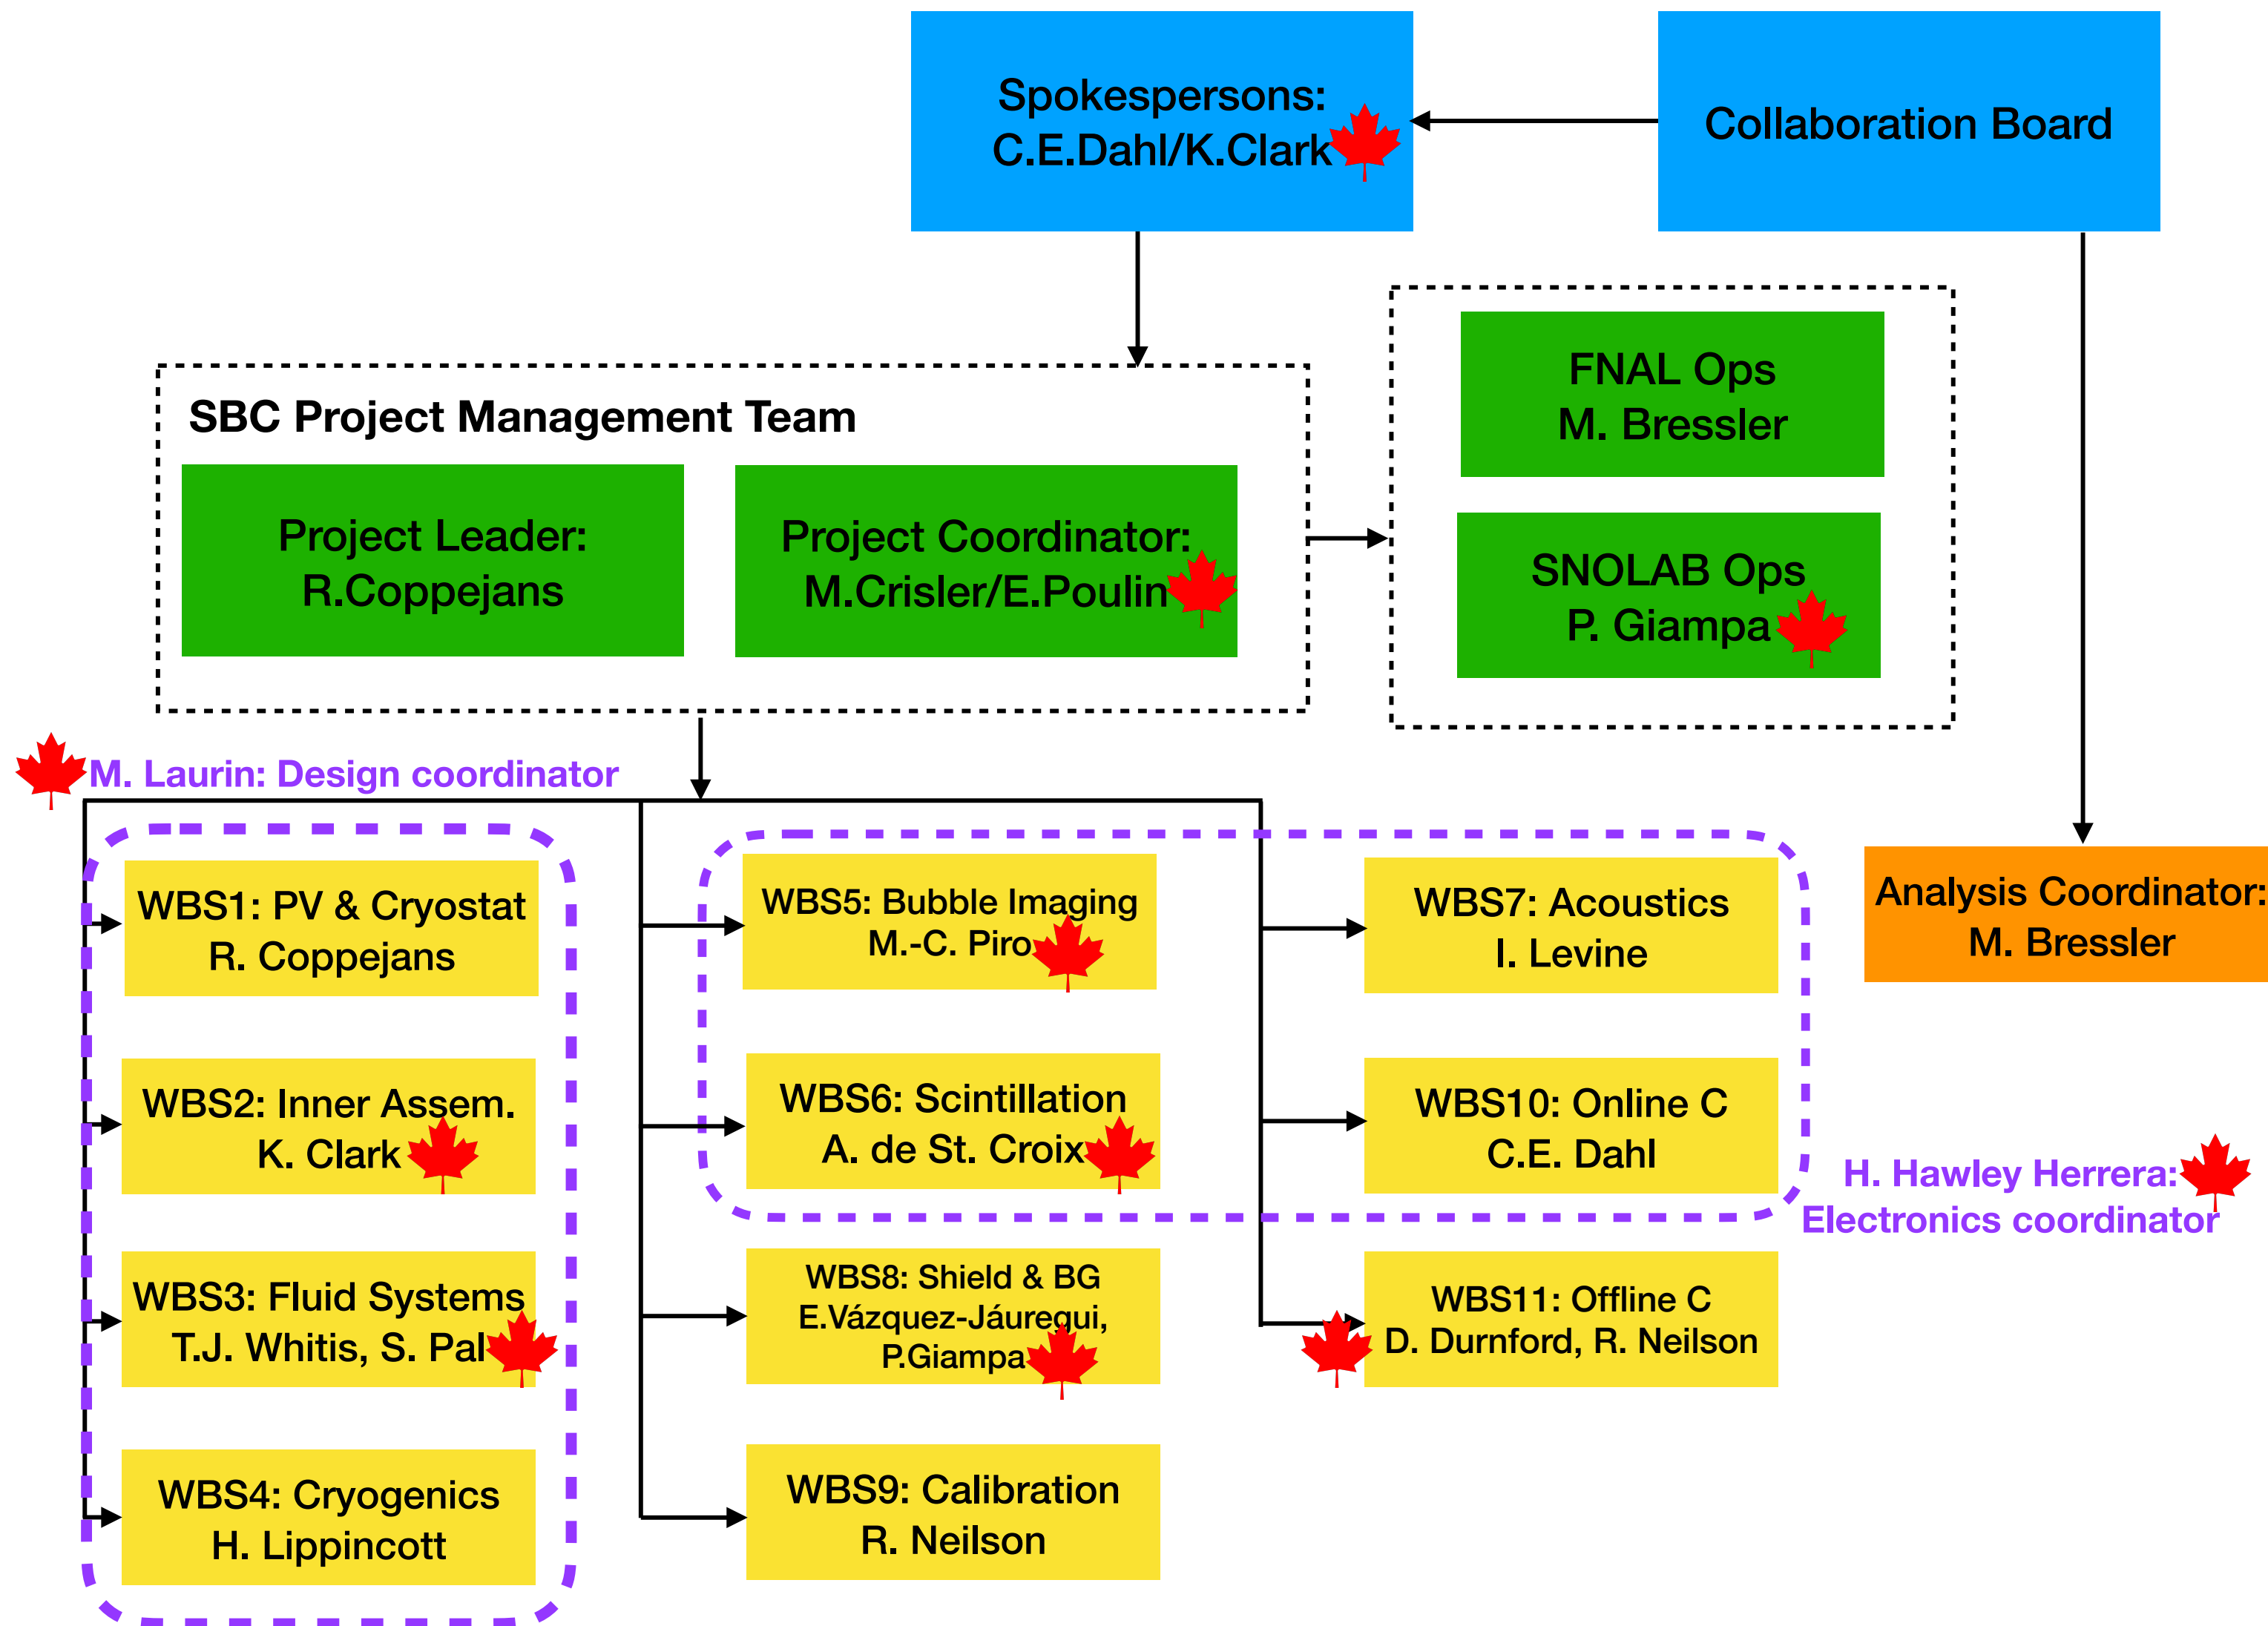 Spokespersons:
C.E.Dahl/K.Clark
Collaboration Board
SBC Project Management Team
Project Leader:
R.Coppejans
Project Coordinator:
M.Crisler/E.Poulin
FNAL Ops
M. Bressler
SNOLAB Ops
P. Giampa
M. Laurin: Design coordinator
WBS1: PV & Cryostat
R. Coppejans
WBS2: Inner Assem.
K. Clark
WBS3: Fluid Systems
T.J. Whitis, S. Pal
WBS4: Cryogenics
H. Lippincott
WBS5: Bubble Imaging
M.-C. Piro
WBS6: Scintillation
A. de St. Croix
WBS8: Shield & BG
E.Vázquez-Jáuregui,
P.Giampa
WBS9: Calibration
R. Neilson
WBS7: Acoustics
I. Levine
WBS10: Online C
C.E. Dahl
WBS11: Offline C
D. Durnford, R. Neilson
Analysis Coordinator:
M. Bressler
H. Hawley Herrera:
Electronics coordinator